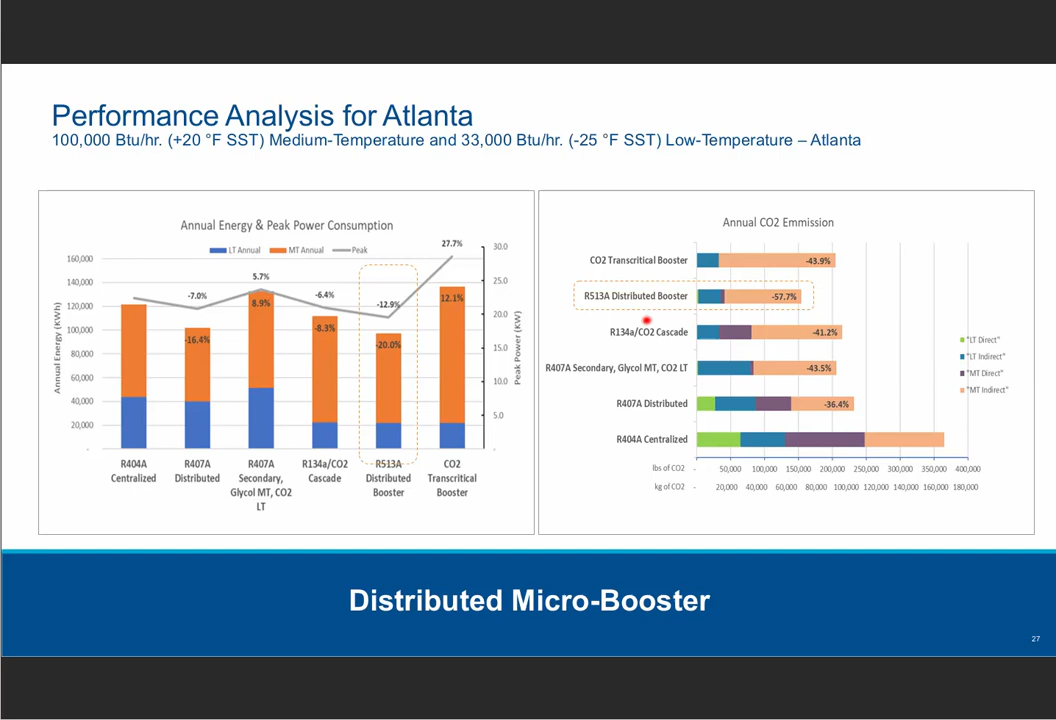 Performance Analysis for Atlanta
100,000 Btu/hr. (+20 °F SST) Medium-Temperature and 33,000 Btu/hr. (-25 °F SST) Low-Temperature – Atlanta
Annual Energy & Peak Power Consumption
LT Annual MT Annual Peak
Annual Energy (KWh)
160,000
140,000
120,000
100,000
80,000
60,000
40,000
20,000
-
-7.0%
-16.4%
5.7%
8.9%
-6.4%
-8.3%
-12.9%
-20.0%
27.7%
12.1%
30.0
25.0
20.0
15.0
10.0
5.0
-
Peak Power (KW)
R404A
Centralized
R407A
Distributed
R407A
Secondary,
Glycol MT, CO2
LT
R134a/CO2
Cascade
R513A
Distributed
Booster
CO2
Transcritical
Booster
Annual CO2 Emmission
CO2 Transcritical Booster -43.9%
R513A Distributed Booster -57.7%
R134a/CO2 Cascade -41.2%
R407A Secondary, Glycol MT, CO2 LT -43.5%
R407A Distributed -36.4%
R404A Centralized
"LT Direct"
"LT Indirect"
"MT Direct"
"MT Indirect"
lbs of CO2 - 50,000 100,000 150,000 200,000 250,000 300,000 350,000 400,000
kg of CO2 - 20,000 40,000 60,000 80,000 100,000 120,000 140,000 160,000 180,000
Distributed Micro-Booster
27